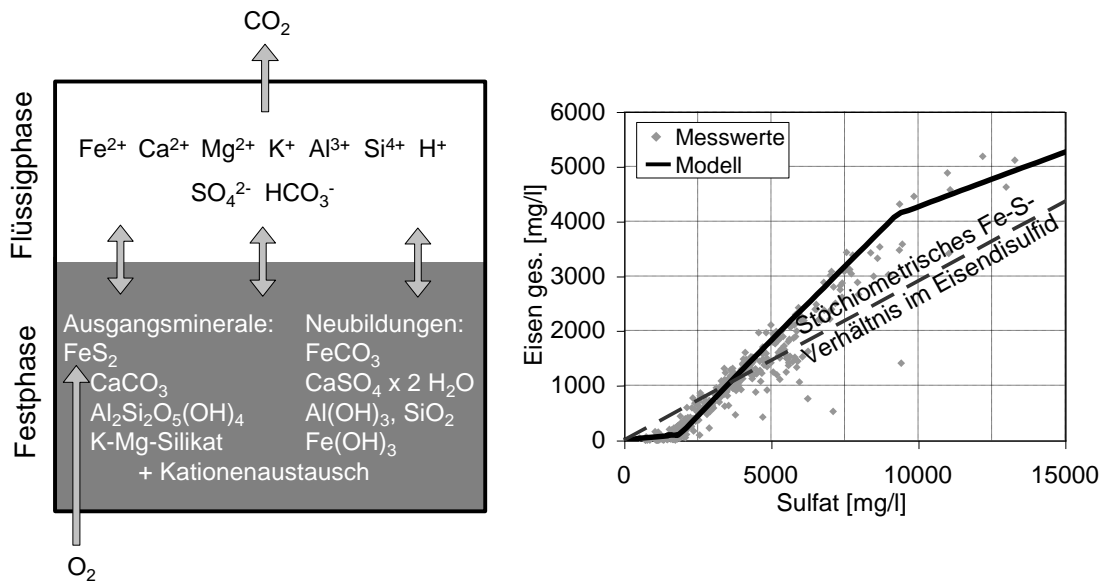 CO2
Flüssigphase
Fe2+ Ca2+ Mg2+ K+ Al3+ Si4+ H+
SO42- HCO3-
Festphase
Ausgangsminerale:
FeS2
CaCO3
Al2Si2O5(OH)4
K-Mg-Silikat
Neubildungen:
FeCO3
CaSO4 x 2 H2O
Al(OH)3, SiO2
Fe(OH)3
+ Kationenaustausch
O2
Eisen ges. [mg/l]
6000
5000
4000
3000
2000
1000
0
Messwerte
Modell
Stöchiometrisches Fe-S-
Verhältnis im Eisendisulfid
0 5000 10000 15000
Sulfat [mg/l]